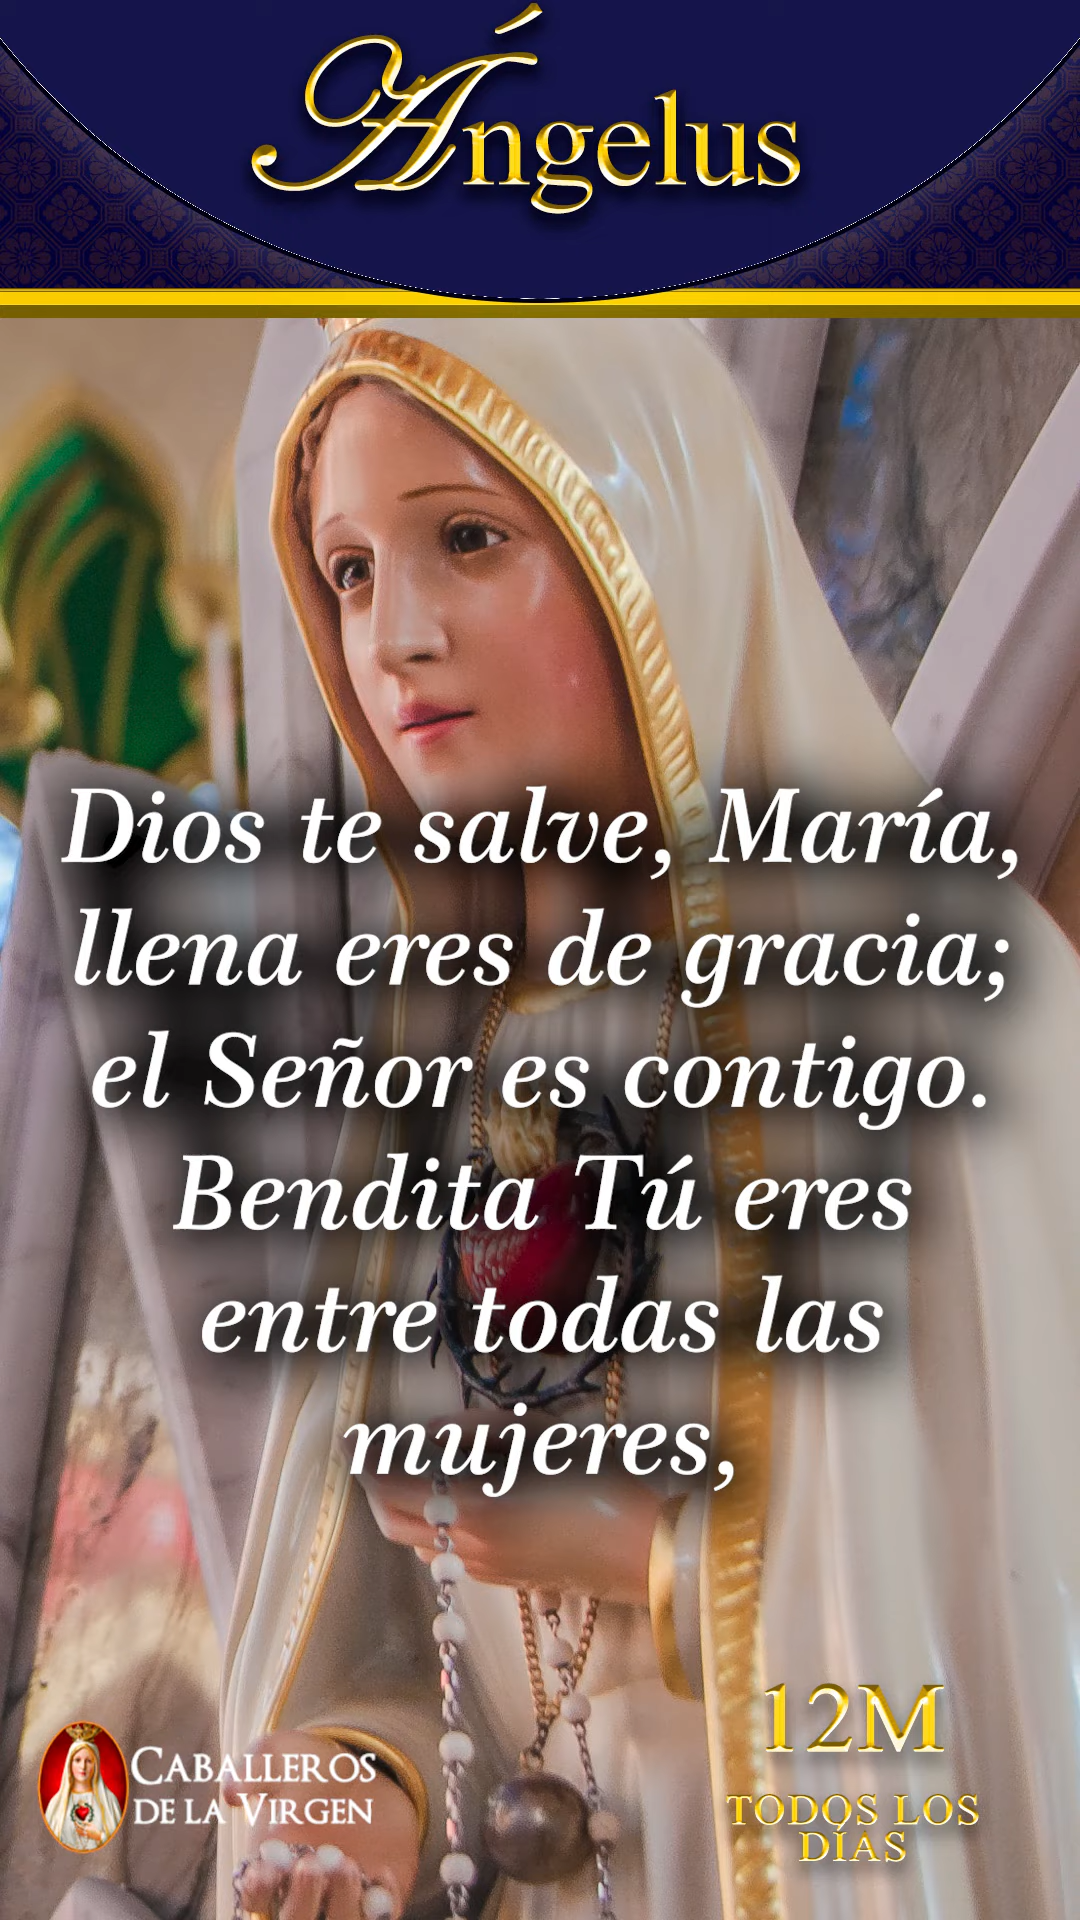 Ángelus
Dios te salve, María,
llena eres de gracia;
el Señor es contigo.
Bendita Tú eres
entre todas las
mujeres,
12M
TODOS LOS
DÍAS
CABALLEROS
DE LA VIRGEN